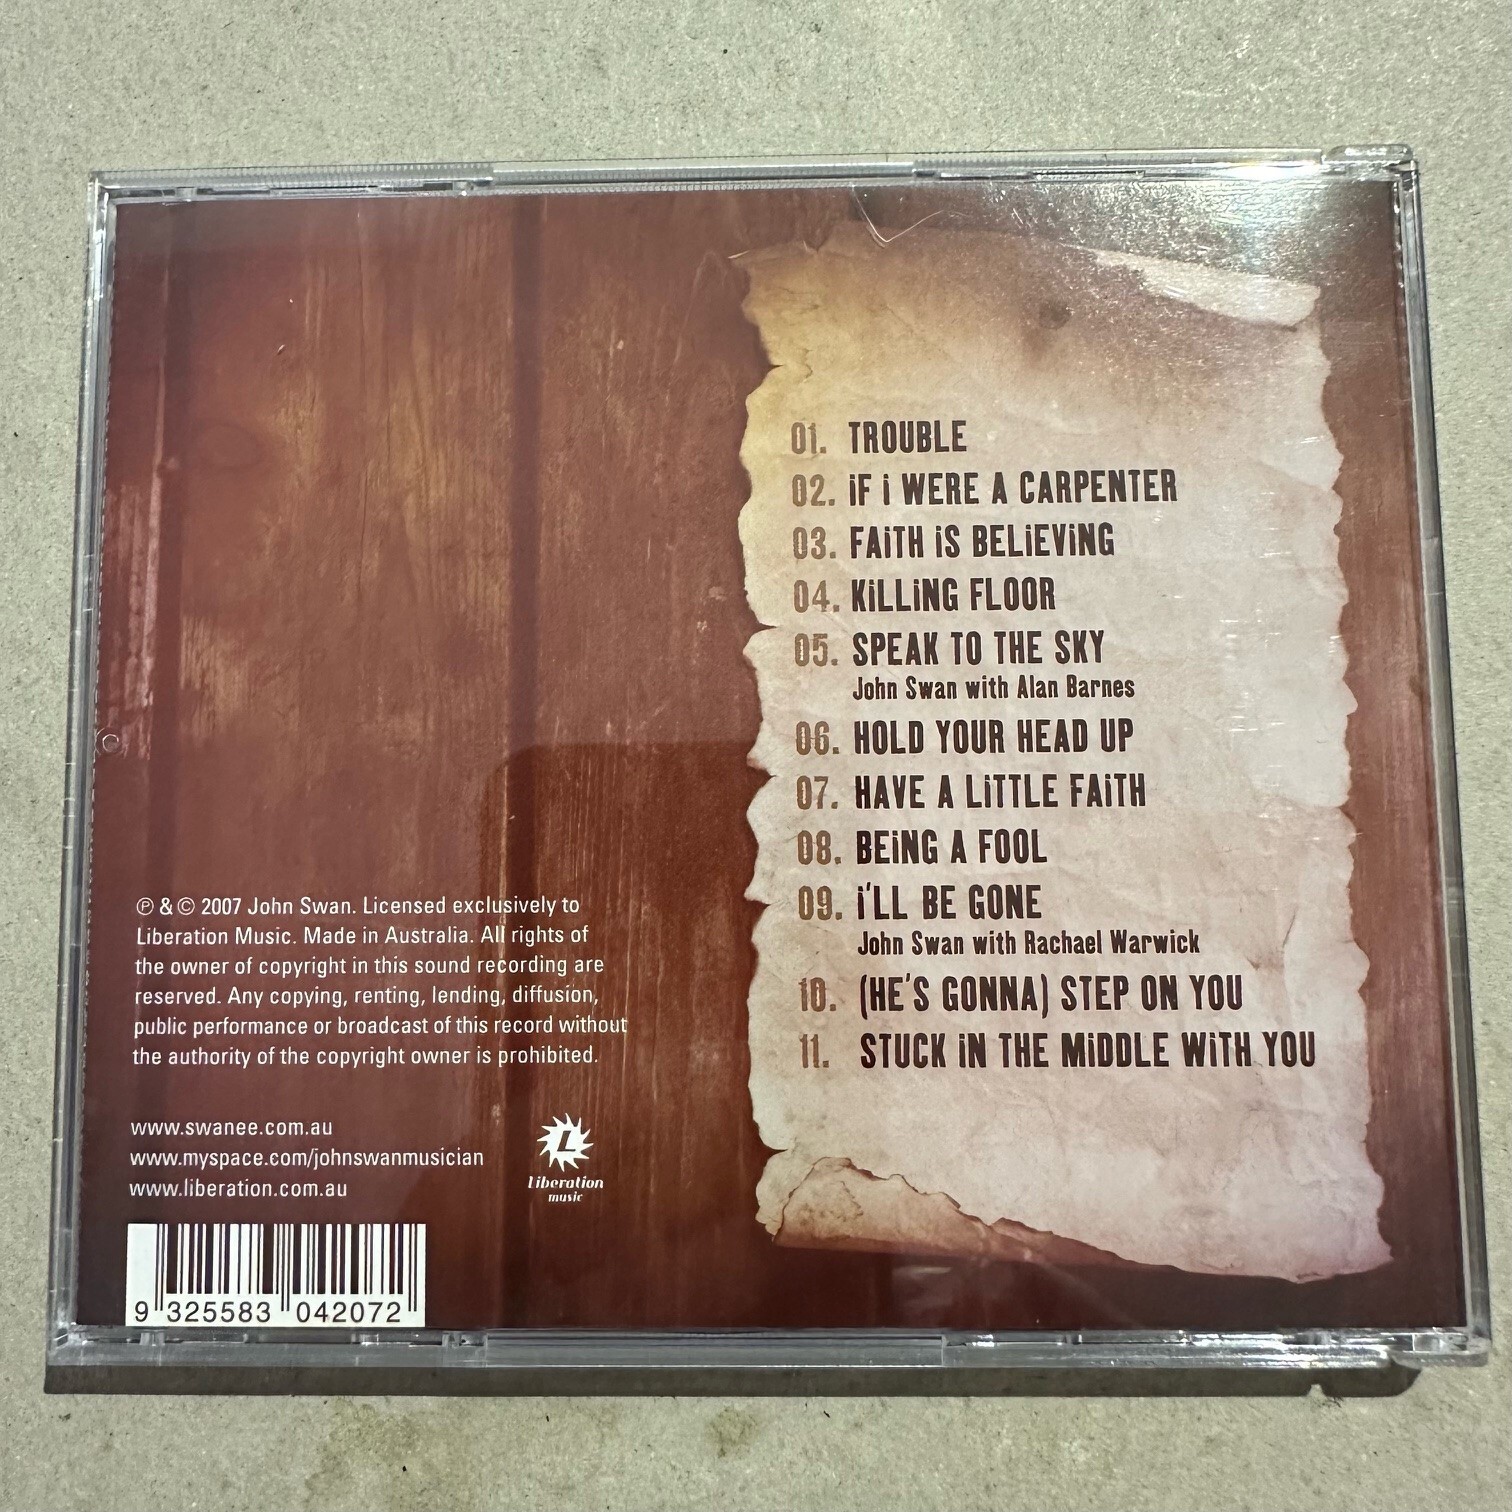 01. TROUBLE
02. iF i WERE A CARPENTER
03. FAiTH iS BELiEViNG
04. KiLLiNG FLOOR
05. SPEAK TO THE SKY
John Swan with Alan Barnes
06. HOLD YOUR HEAD UP
07. HAVE A LiTTLE FAiTH
08. BEiNG A FOOL
09. i'LL BE GONE
John Swan with Rachael Warwick
10. (HE'S GONNA) STEP ON YOU
11. STUCK iN THE MiDDLE WiTH YOU
℗ & © 2007 John Swan. Licensed exclusively to
Liberation Music. Made in Australia. All rights of
the owner of copyright in this sound recording are
reserved. Any copying, renting, lending, diffusion,
public performance or broadcast of this record without
the authority of the copyright owner is prohibited.
www.swanee.com.au
www.myspace.com/johnswanmusician
www.liberation.com.au
L
Liberation
music
9 325583 042072